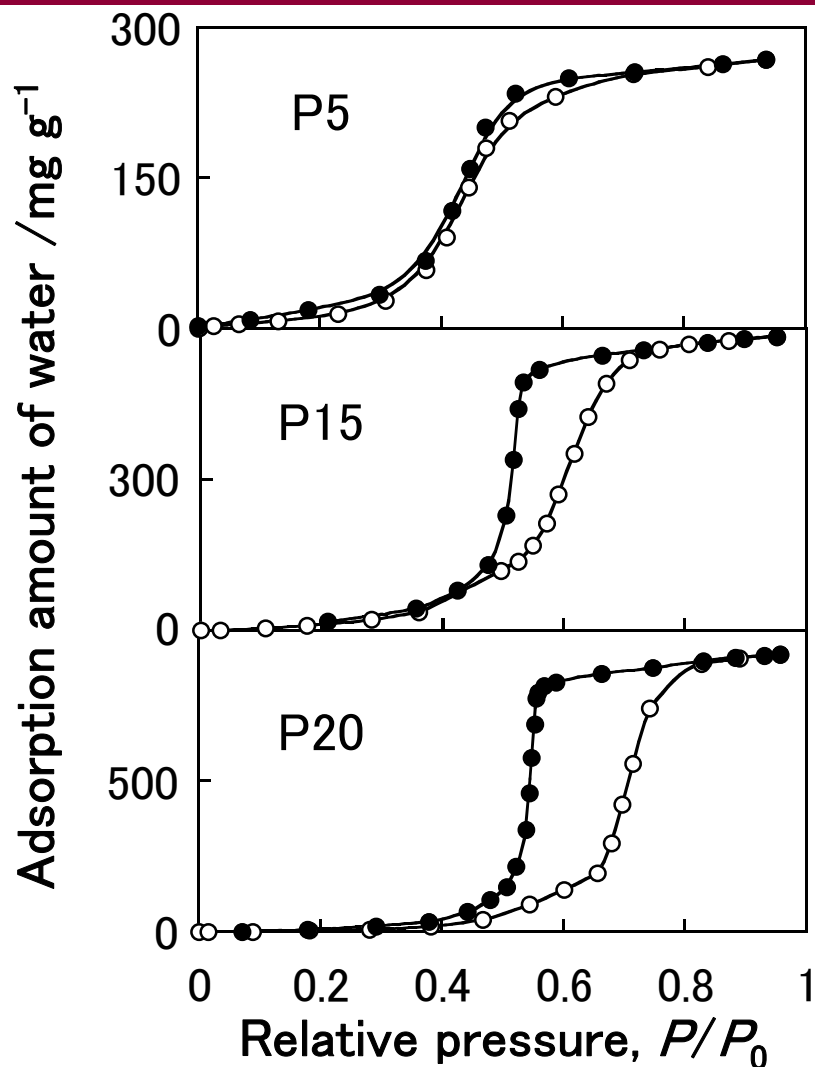 300
P5
150
0
P15
300
0
P20
500
0
0 0.2 0.4 0.6 0.8 1
Relative pressure, P/P₀
Adsorption amount of water /mg g⁻¹